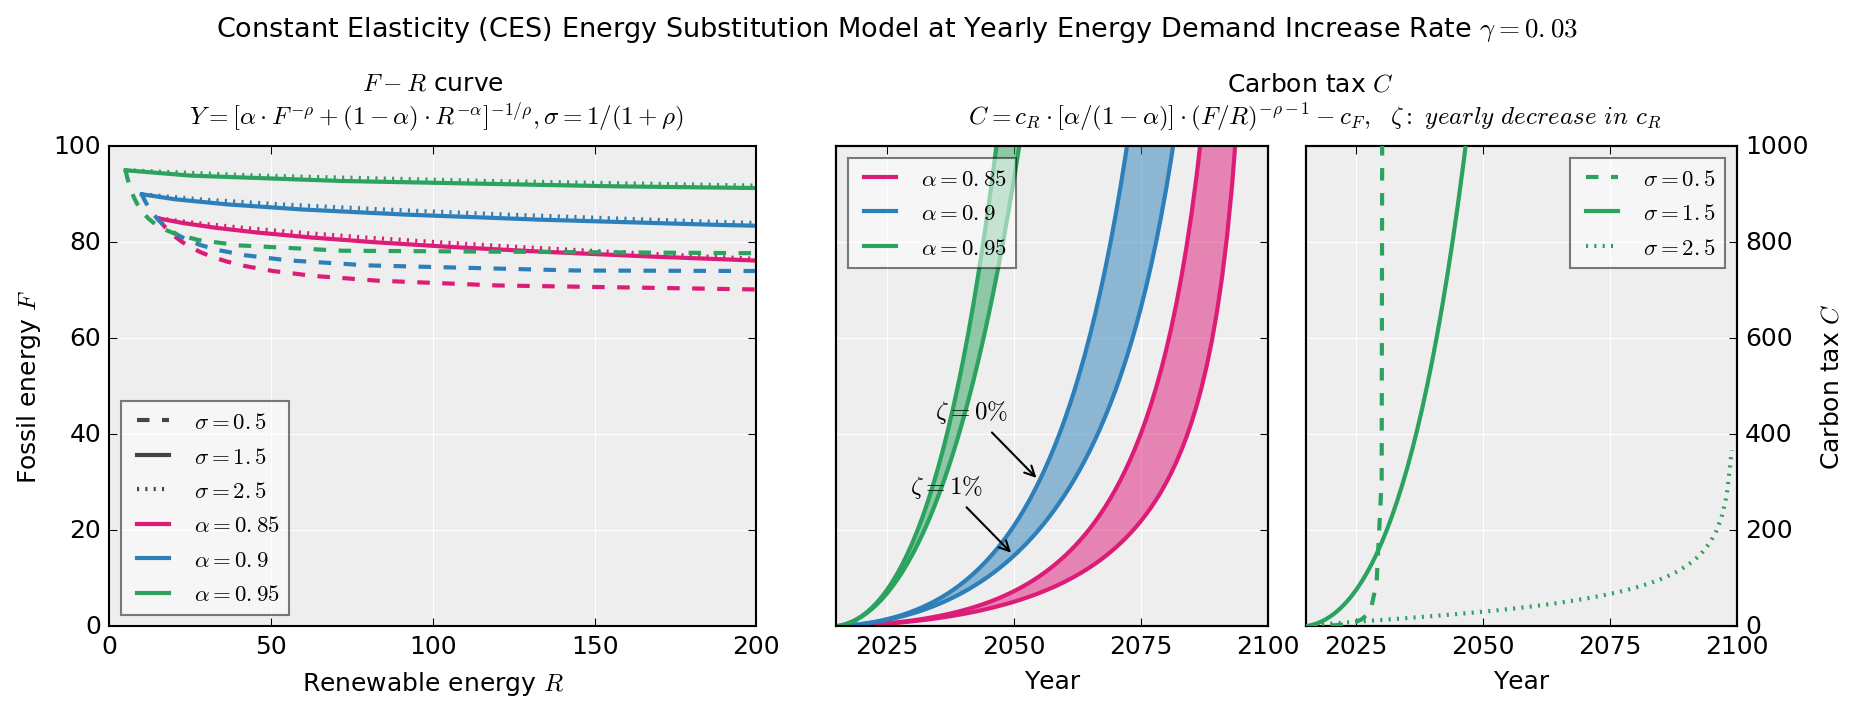 Constant Elasticity (CES) Energy Substitution Model at Yearly Energy Demand Increase Rate γ = 0.03
F − R curve
Y = [α · F^{−ρ} + (1 − α) · R^{−α}]^{−1/ρ}, σ = 1/(1 + ρ)
Carbon tax C
C = c_R · [α/(1 − α)] · (F/R)^{−ρ−1} − c_F, ζ: yearly decrease in c_R
100
80
60
40
20
0
Fossil energy F
0 50 100 150 200
Renewable energy R
σ = 0.5
σ = 1.5
σ = 2.5
α = 0.85
α = 0.9
α = 0.95
α = 0.85
α = 0.9
α = 0.95
ζ = 0%
ζ = 1%
2025 2050 2075 2100
Year
σ = 0.5
σ = 1.5
σ = 2.5
2025 2050 2075 2100
Year
1000
800
600
400
200
0
Carbon tax C